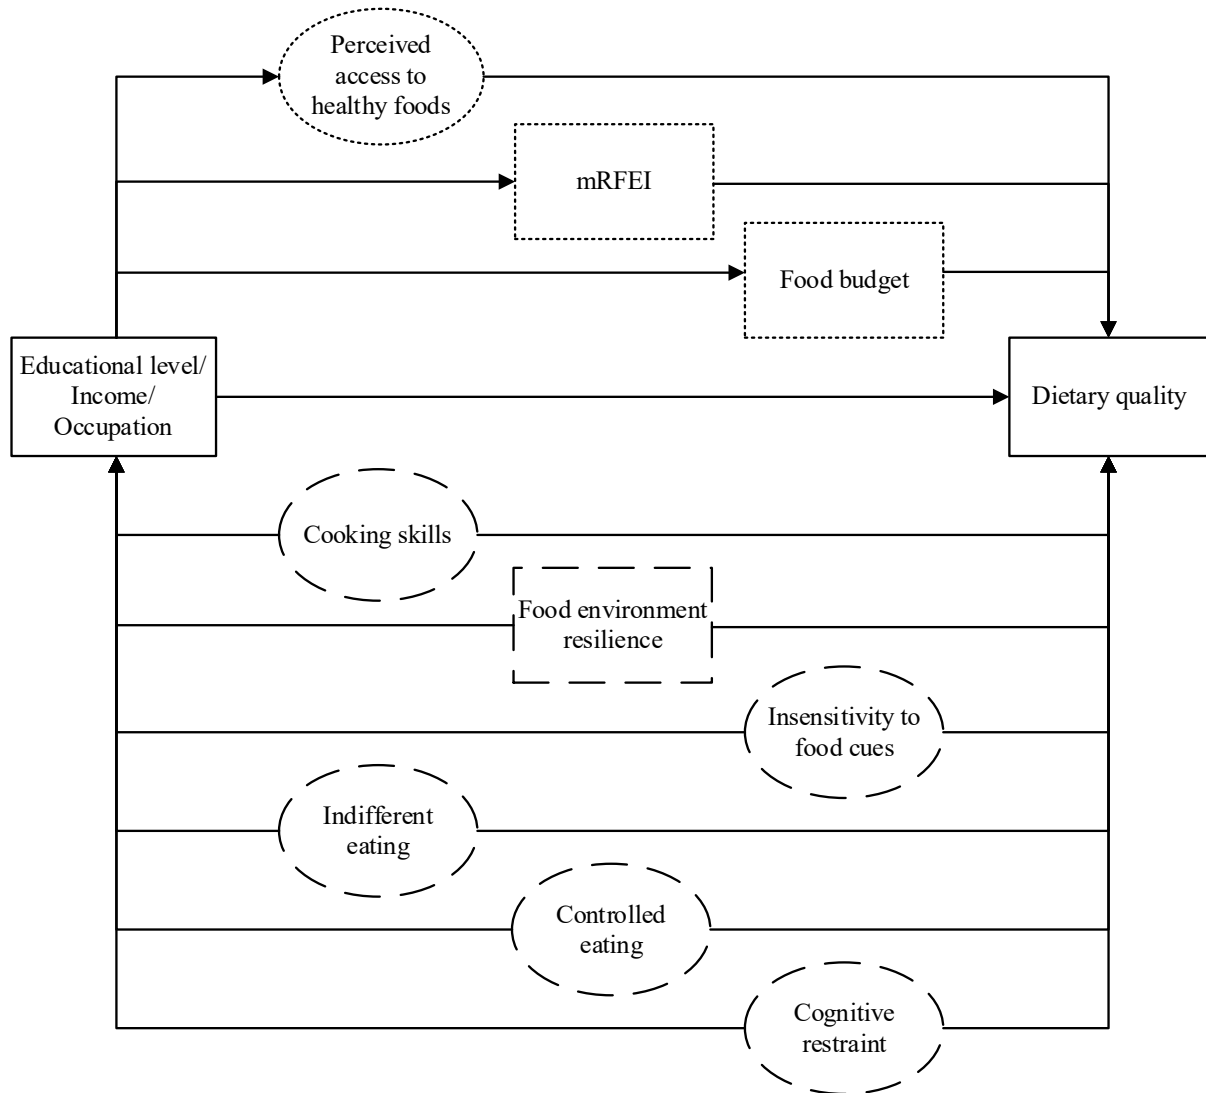 Perceived
access to
healthy foods
mRFEI
Food budget
Educational level/
Income/
Occupation
Dietary quality
Cooking skills
Food environment
resilience
Insensitivity to
food cues
Indifferent
eating
Controlled
eating
Cognitive
restraint